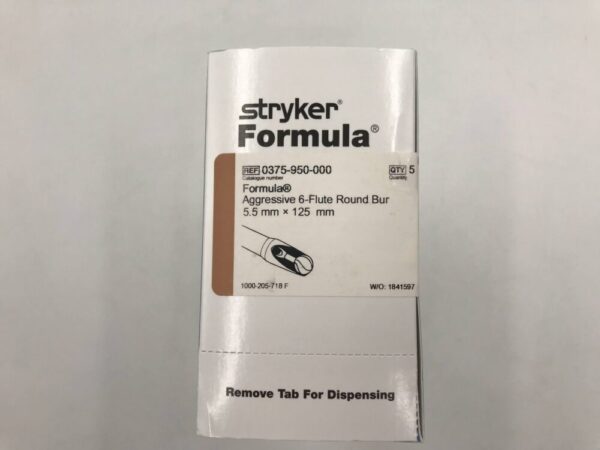 stryker®
Formula®
REF 0375-950-000
Catalogue number
QTY 5
Quantity
Formula®
Aggressive 6-Flute Round Bur
5.5 mm × 125 mm
1000-205-718 F
W/O: 1841597
Remove Tab For Dispensing